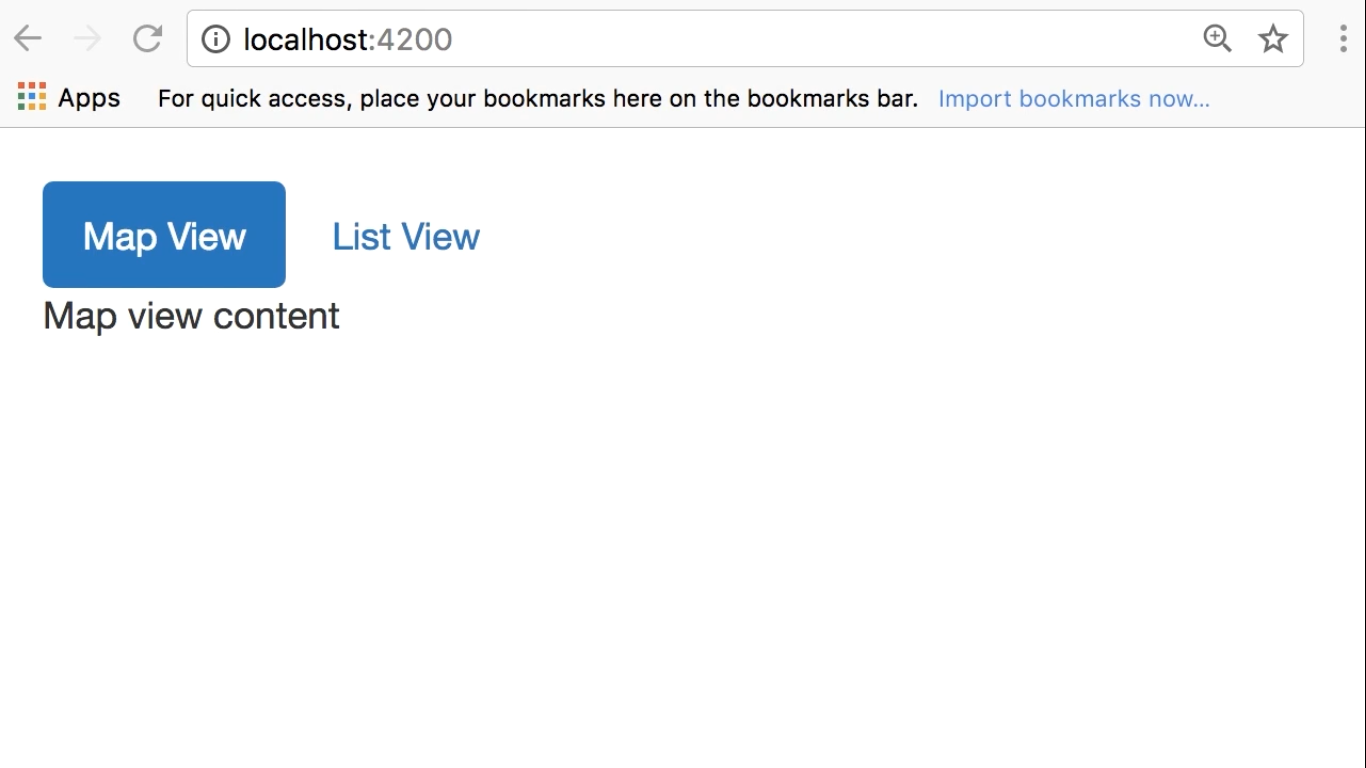 localhost:4200
Apps For quick access, place your bookmarks here on the bookmarks bar. Import bookmarks now...
Map View List View
Map view content